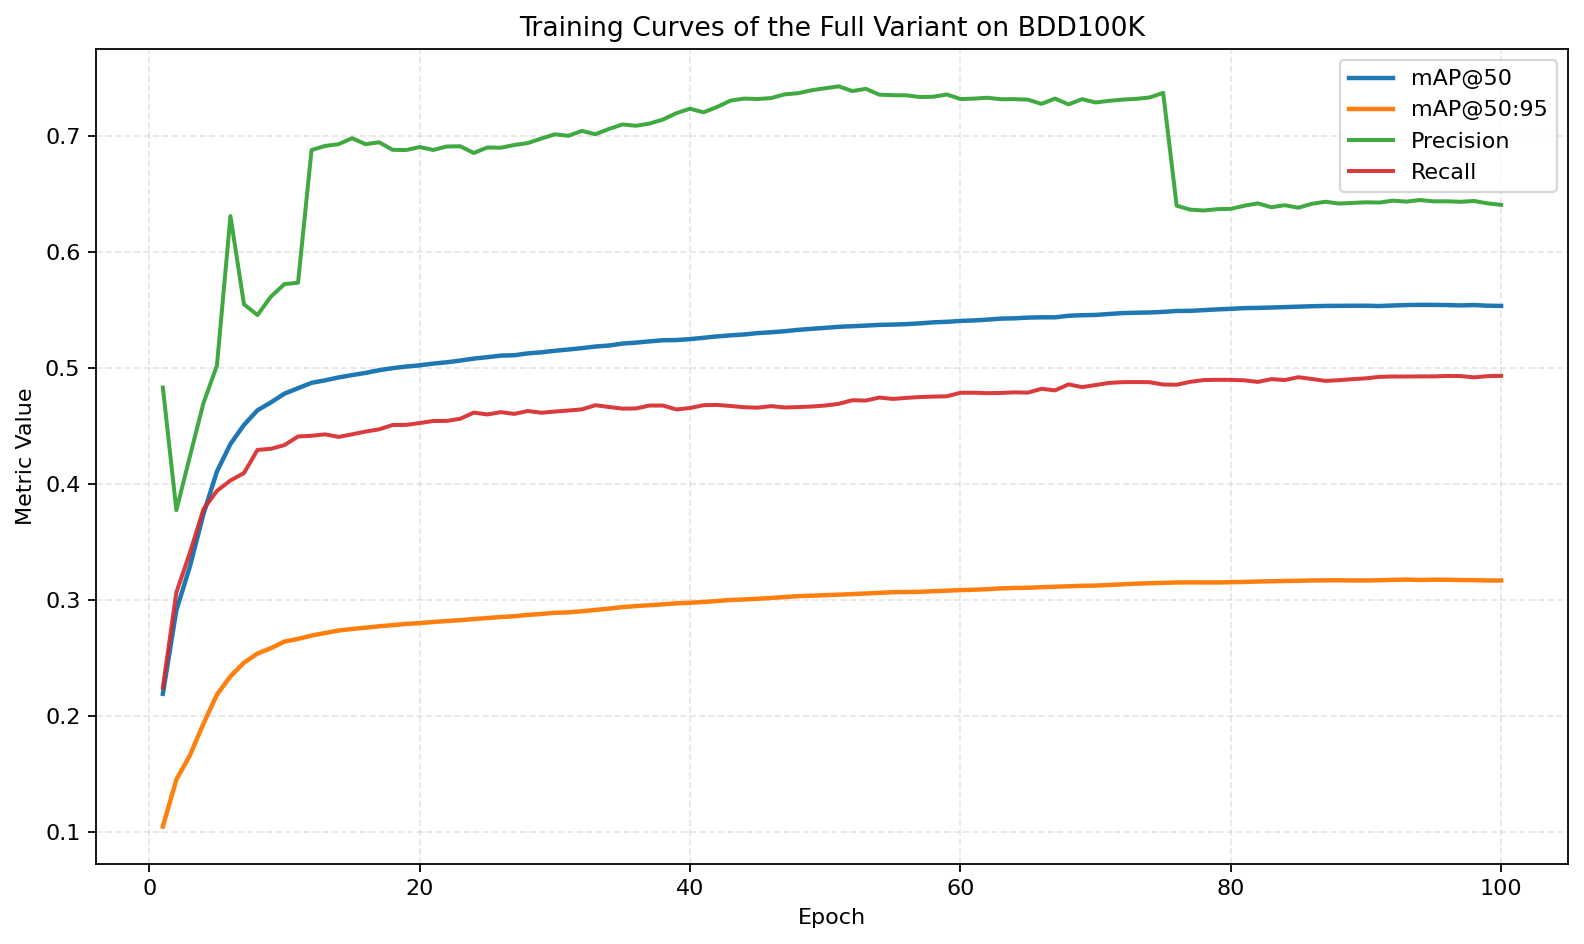 Training Curves of the Full Variant on BDD100K
mAP@50
mAP@50:95
Precision
Recall
Metric Value
0.7
0.6
0.5
0.4
0.3
0.2
0.1
0 20 40 60 80 100
Epoch